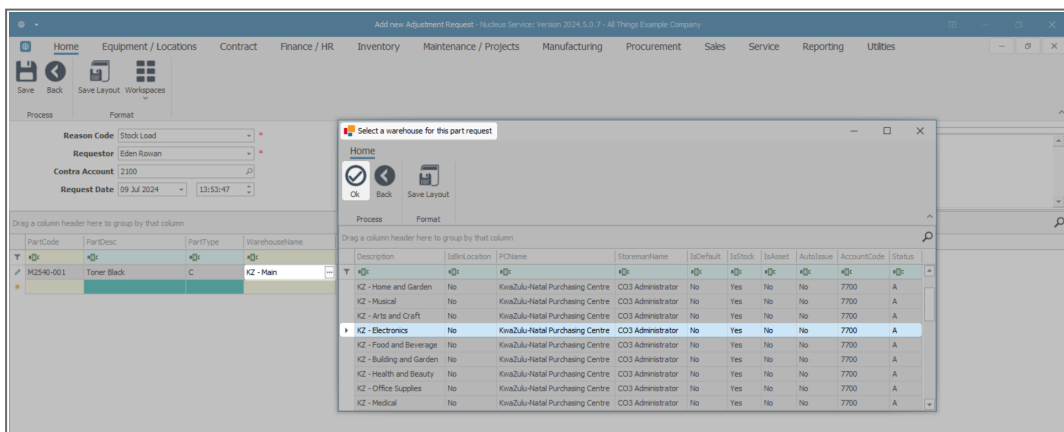 Add new Adjustment Request - Nucleus Service: Version 2024.5.0.7 - All Things Example Company
Home Equipment / Locations Contract Finance / HR Inventory Maintenance / Projects Manufacturing Procurement Sales Service Reporting Utilities
Save Back Save Layout Workspaces
Process Format
Reason Code Stock Load *
Requestor Eden Rowan *
Contra Account 2100
Request Date 09 Jul 2024 13:53:47
Drag a column header here to group by that column
PartCode PartDesc PartType WarehouseName
M2540-001 Toner Black C KZ - Main ...
Select a warehouse for this part request
Home
Ok Back Save Layout
Process Format
Drag a column header here to group by that column
Description IsBinLocation PCName StoremanName IsDefault IsStock IsAsset AutoIssue AccountCode Status
KZ - Home and Garden No KwaZulu-Natal Purchasing Centre CO3 Administrator No Yes No No 7700 A
KZ - Musical No KwaZulu-Natal Purchasing Centre CO3 Administrator No Yes No No 7700 A
KZ - Arts and Craft No KwaZulu-Natal Purchasing Centre CO3 Administrator No Yes No No 7700 A
KZ - Electronics No KwaZulu-Natal Purchasing Centre CO3 Administrator No Yes No No 7700 A
KZ - Food and Beverage No KwaZulu-Natal Purchasing Centre CO3 Administrator No Yes No No 7700 A
KZ - Building and Garden No KwaZulu-Natal Purchasing Centre CO3 Administrator No Yes No No 7700 A
KZ - Health and Beauty No KwaZulu-Natal Purchasing Centre CO3 Administrator No Yes No No 7700 A
KZ - Office Supplies No KwaZulu-Natal Purchasing Centre CO3 Administrator No Yes No No 7700 A
KZ - Medical No KwaZulu-Natal Purchasing Centre CO3 Administrator No Yes No No 7700 A